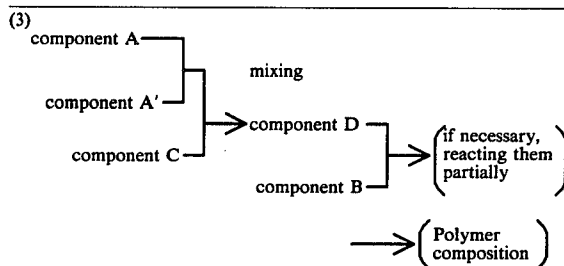 (3)
component A
mixing
component A'
component D
(if necessary,
reacting them
partially)
component C
component B
(Polymer
composition)